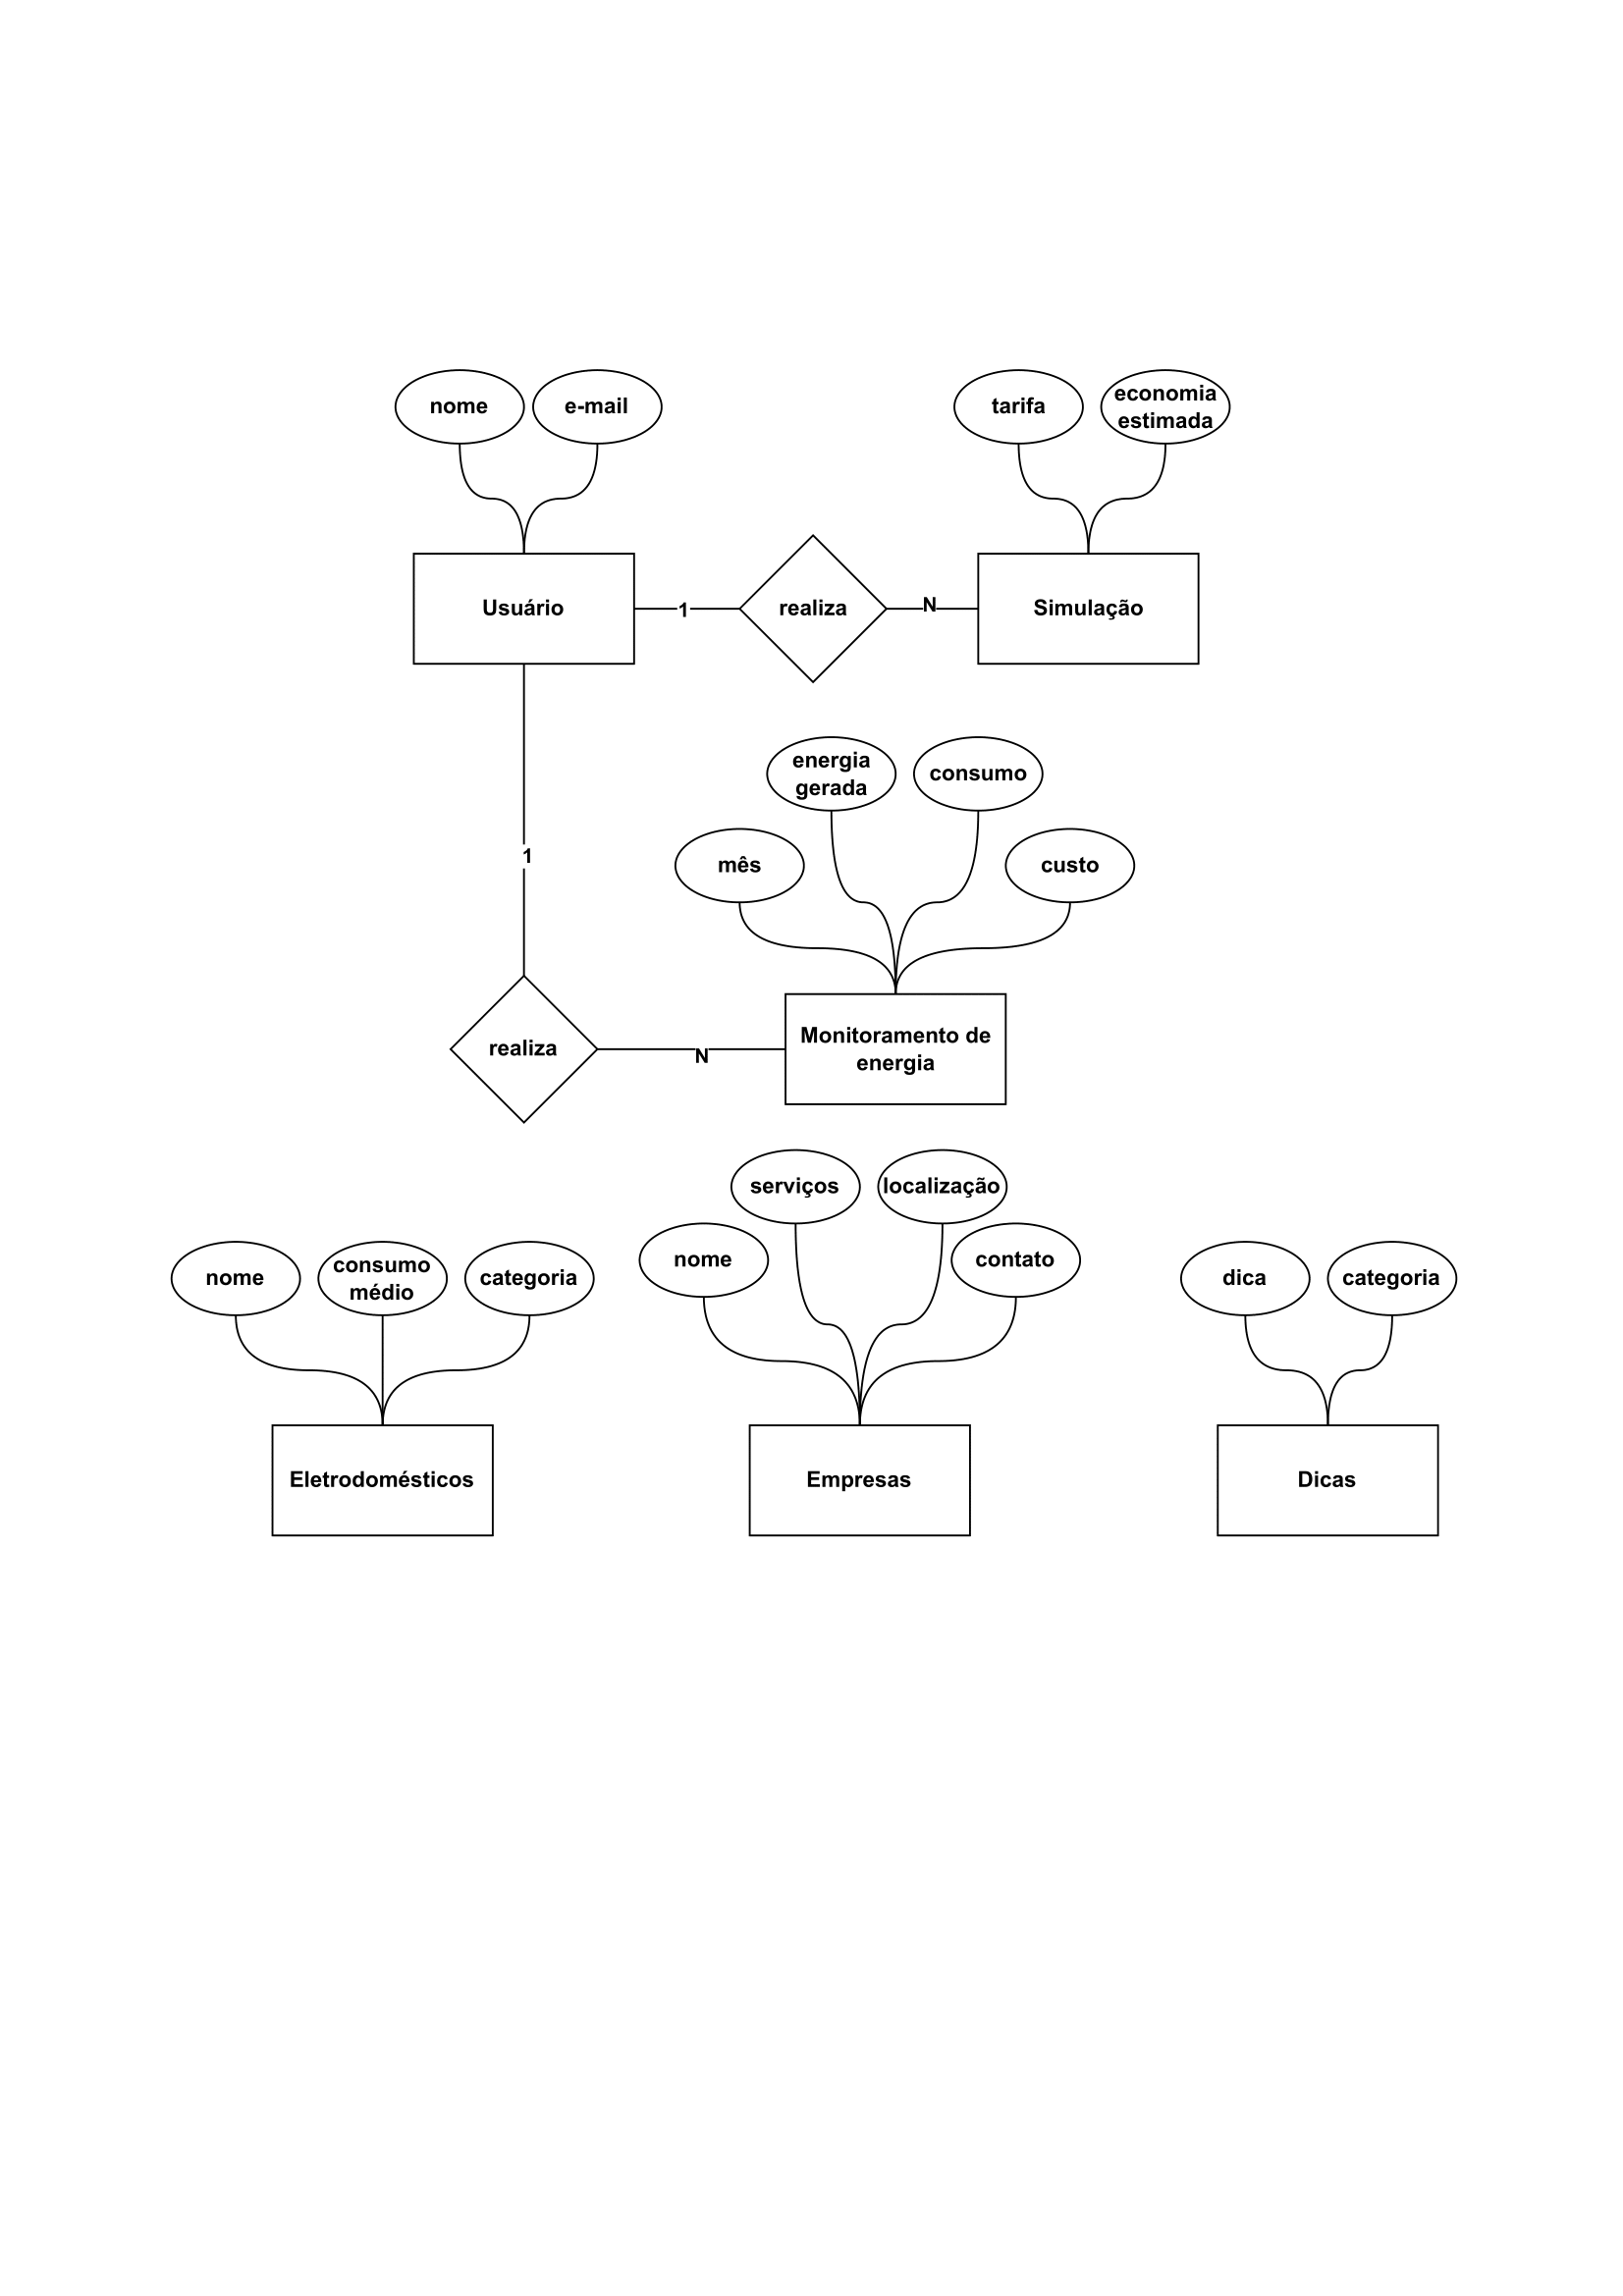 nome
e-mail
tarifa
economia
estimada
Usuário
1
realiza
N
Simulação
energia
gerada
consumo
mês
custo
1
realiza
N
Monitoramento de
energia
serviços
localização
nome
contato
nome
consumo
médio
categoria
dica
categoria
Eletrodomésticos
Empresas
Dicas